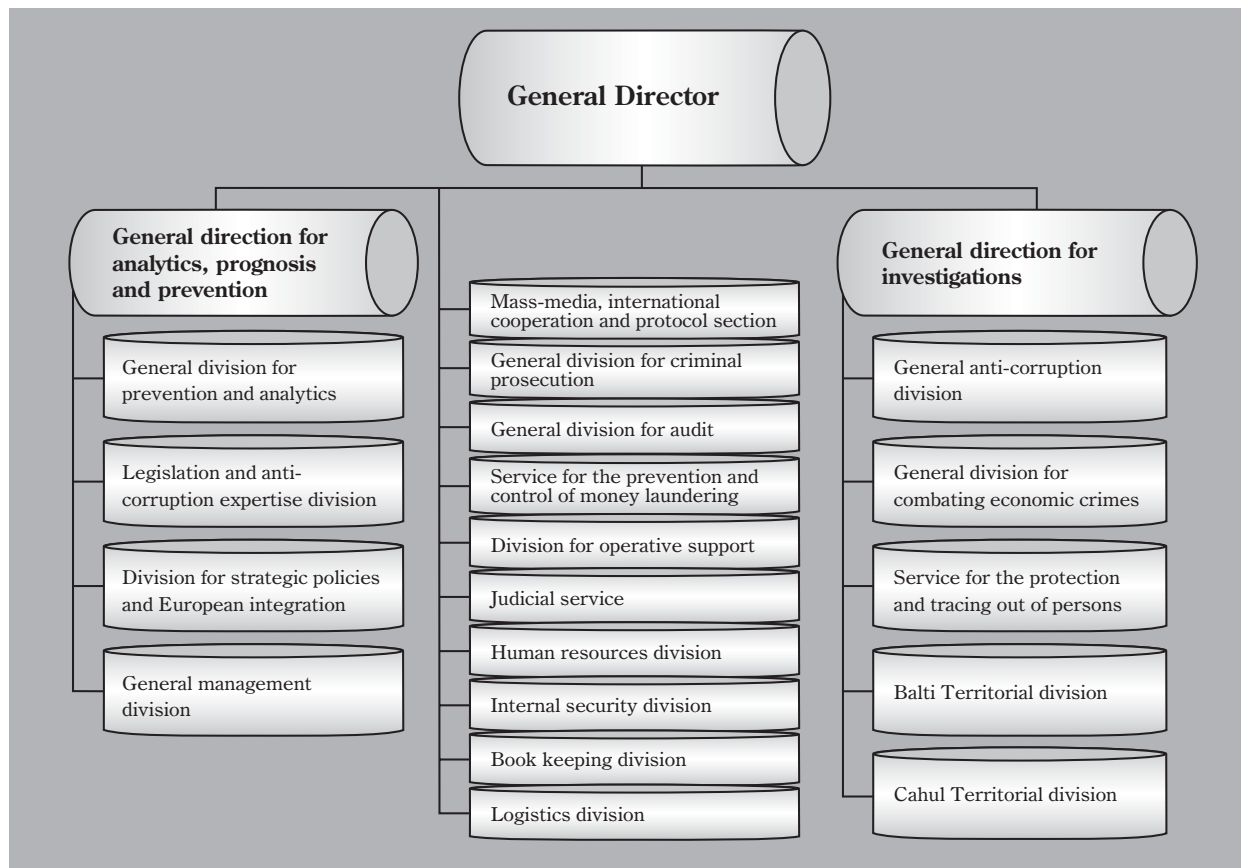 General Director
General direction for
analytics, prognosis
and prevention
General division for
prevention and analytics
Legislation and anti-
corruption expertise division
Division for strategic policies
and European integration
General management
division
Mass-media, international
cooperation and protocol section
General division for criminal
prosecution
General division for audit
Service for the prevention and
control of money laundering
Division for operative support
Judicial service
Human resources division
Internal security division
Book keeping division
Logistics division
General direction for
investigations
General anti-corruption
division
General division for
combating economic crimes
Service for the protection
and tracing out of persons
Balti Territorial division
Cahul Territorial division